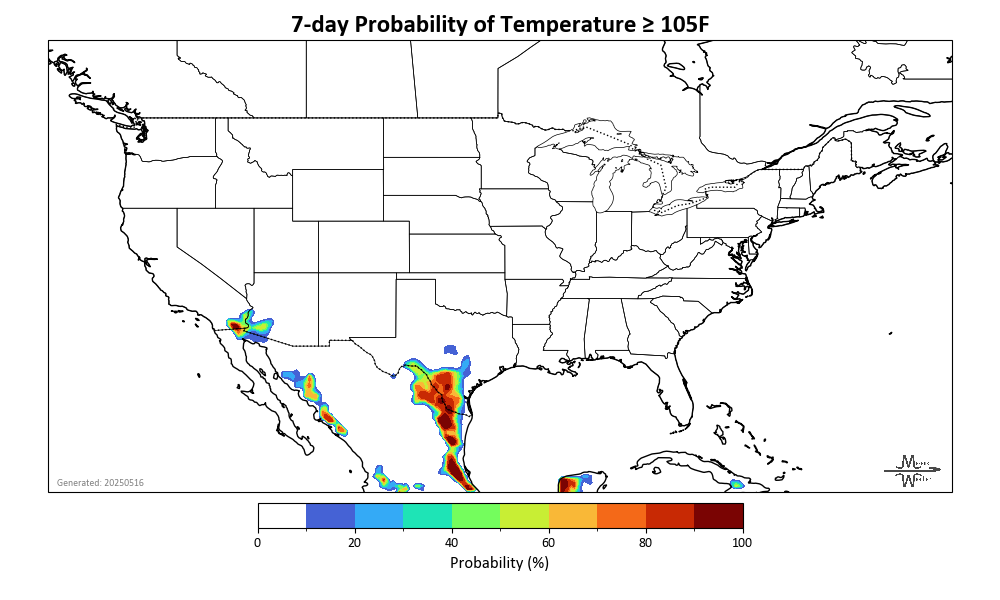 7-day Probability of Temperature ≥ 105F
Generated: 20250516
0 20 40 60 80 100
Probability (%)